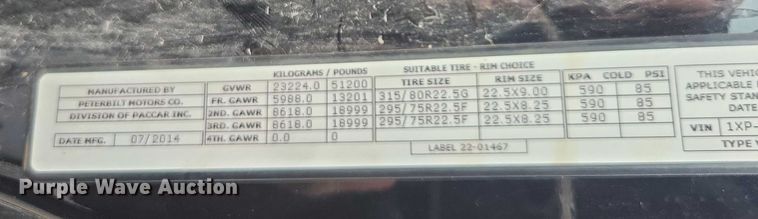 KILOGRAMS / POUNDS SUITABLE TIRE - RIM CHOICE
TIRE SIZE RIM SIZE KPA COLD PSI
MANUFACTURED BY
PETERBILT MOTORS CO.
DIVISION OF PACCAR INC.
DATE MFG. 07/2014
GVWR 23224.0 51200
FR. GAWR 5988.0 13201 315/80R22.5G 22.5X9.00 590 85
2ND. GAWR 8618.0 18999 295/75R22.5F 22.5X8.25 590 85
3RD. GAWR 8618.0 18999 295/75R22.5F 22.5X8.25 590 85
4TH. GAWR 0.0 0
LABEL 22-01467
THIS VEHI
APPLICABLE
SAFETY STAN
DATE
VIN 1XP-
TYPE V
Purple Wave Auction